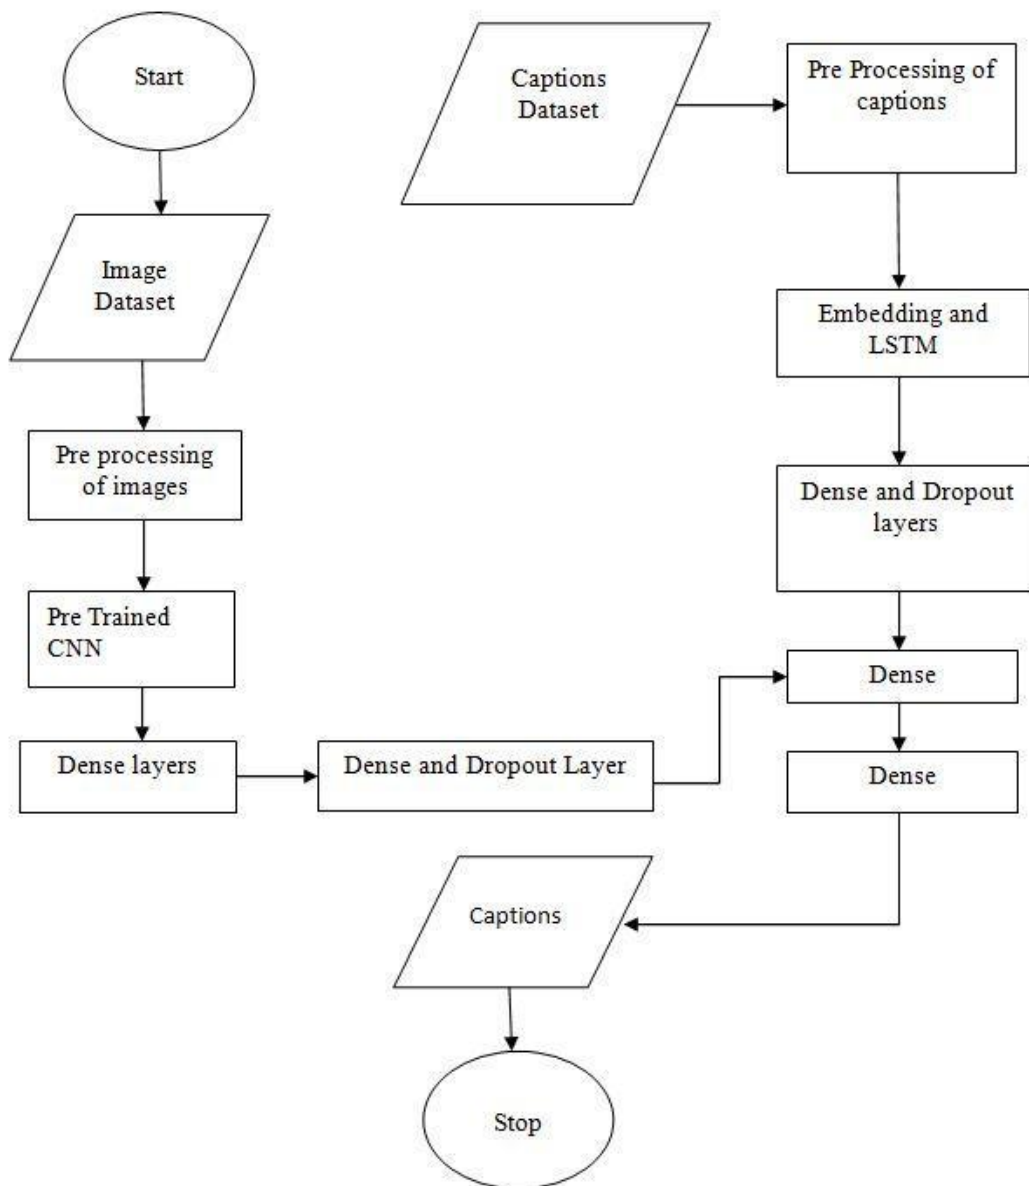 Start
Image
Dataset
Pre processing
of images
Pre Trained
CNN
Dense layers
Dense and Dropout Layer
Captions
Dataset
Pre Processing of
captions
Embedding and
LSTM
Dense and Dropout
layers
Dense
Dense
Captions
Stop